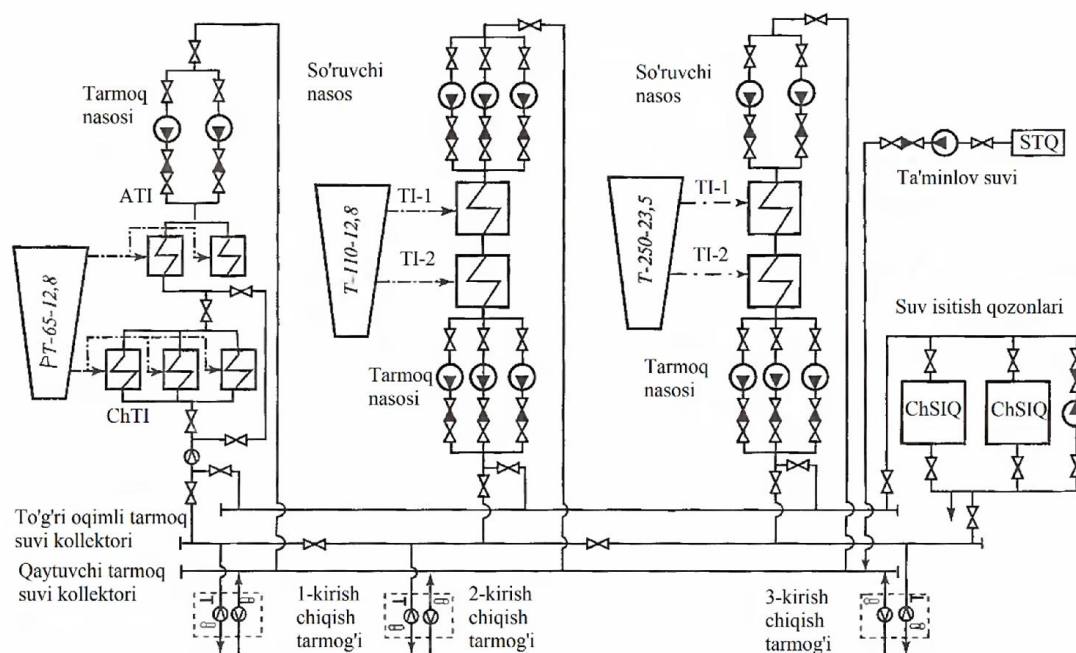 Tarmoq
nasosi
ATI
PT-65-12,8
ChTI
So'ruvchi
nasos
TI-1
TI-2
T-110-12,8
Tarmoq
nasosi
So'ruvchi
nasos
TI-1
TI-2
T-250-23,5
Tarmoq
nasosi
STQ
Ta'minlov suvi
Suv isitish qozonlari
ChSIQ
ChSIQ
To'g'ri oqimli tarmoq
suvi kollektori
Qaytuvchi tarmoq
suvi kollektori
1-kirish
chiqish
tarmog'i
2-kirish
chiqish
tarmog'i
3-kirish
chiqish
tarmog'i